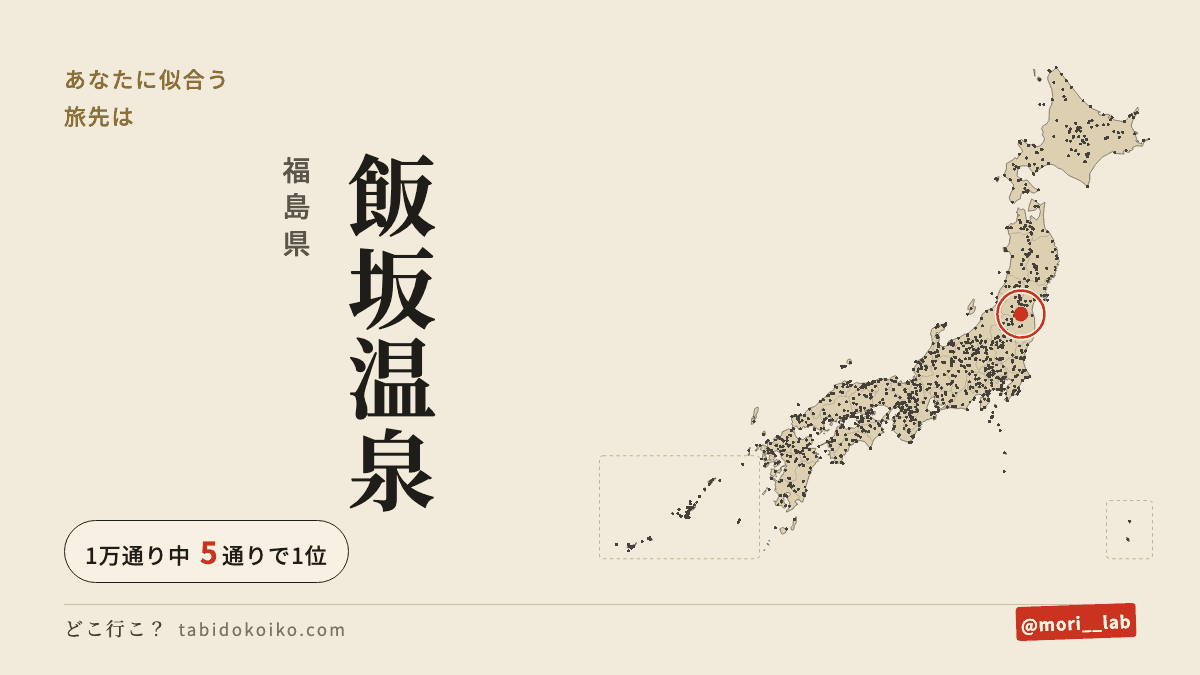 あなたに似合う
旅先は
飯坂温泉
福島県
1万通り中 5通りで1位
どこ行こ? tabidokoiko.com
@mori__lab